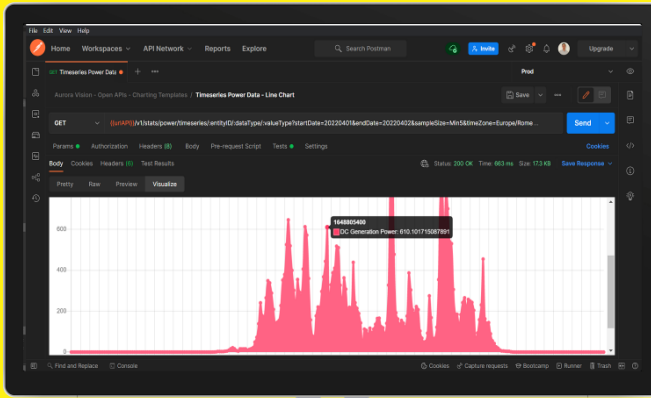 File Edit View Help
Home Workspaces API Network Reports Explore Search Postman Invite Upgrade
GET Timeseries Power Data Prod
Aurora Vision - Open APIs - Charting Templates / Timeseries Power Data - Line Chart Save
GET {{urlAPI}}/v1/stats/power/timeseries/:entityID/:dataType/:valueType?startDate=20220401&endDate=20220402&sampleSize=Min5&timeZone=Europe/Rome... Send
Params Authorization Headers (8) Body Pre-request Script Tests Settings Cookies
Body Cookies Headers (6) Test Results Status: 200 OK Time: 663 ms Size: 17.2 KB Save Response
Pretty Raw Preview Visualize
1648805400
600 DC Generation Power: 610.101715087891
400
200
0
Find and Replace Console Cookies Capture requests Bootcamp Runner Trash